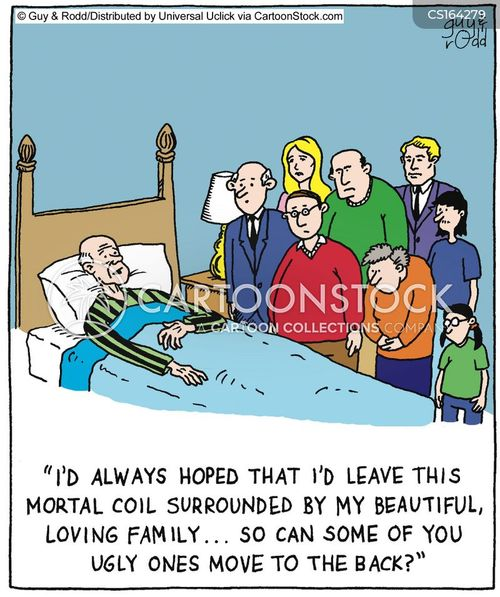 © Guy & Rodd/Distributed by Universal Uclick via CartoonStock.com
CS164279
guy &
rodd
CARTOONSTOCK
A CARTOON COLLECTIONS COMPANY
"I'D ALWAYS HOPED THAT I'D LEAVE THIS
MORTAL COIL SURROUNDED BY MY BEAUTIFUL,
LOVING FAMILY... SO CAN SOME OF YOU
UGLY ONES MOVE TO THE BACK?"